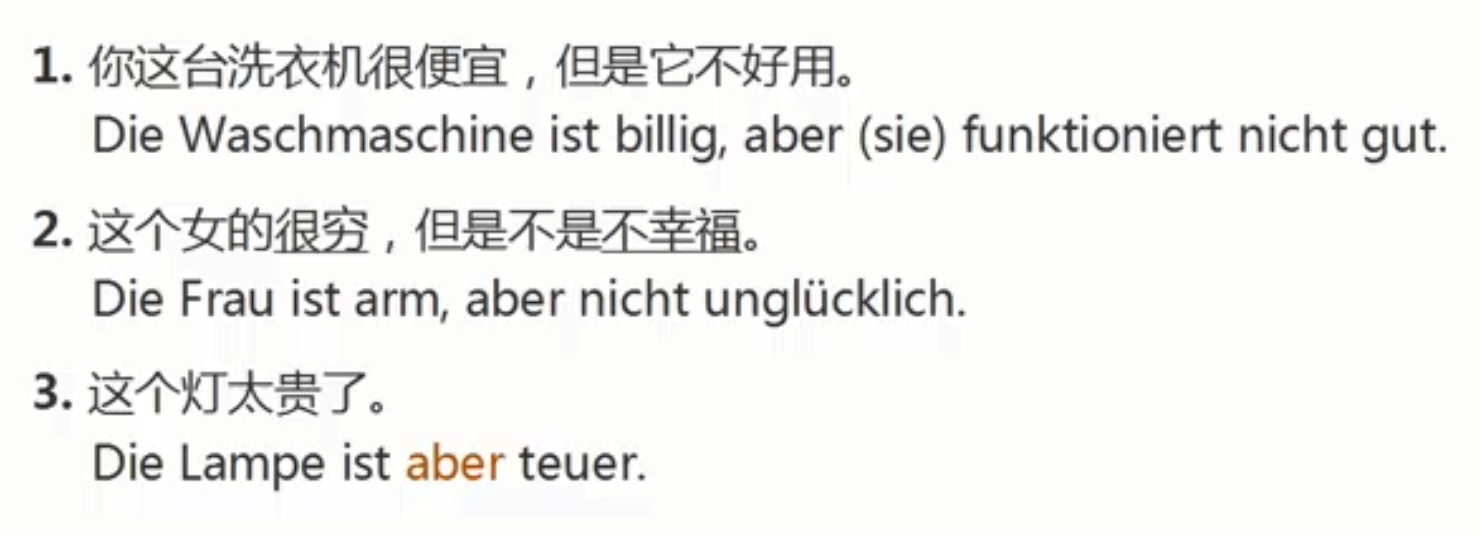 1. 你这台洗衣机很便宜，但是它不好用。
Die Waschmaschine ist billig, aber (sie) funktioniert nicht gut.
2. 这个女的很穷，但是不是不幸福。
Die Frau ist arm, aber nicht unglücklich.
3. 这个灯太贵了。
Die Lampe ist aber teuer.